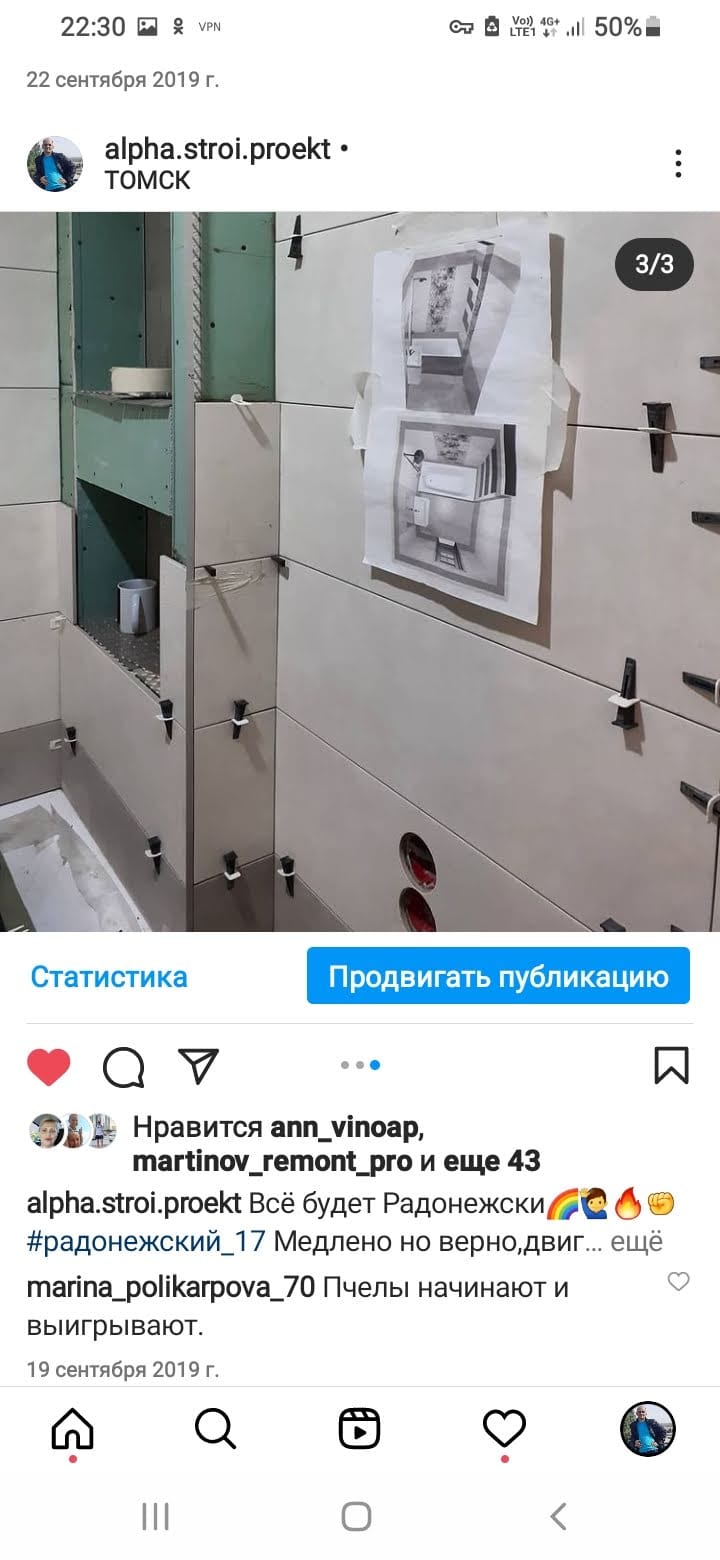 22:30 VPN Vo)) LTE1 4G+ 50%
22 сентября 2019 г.
alpha.stroi.proekt •
ТОМСК
3/3
Статистика Продвигать публикацию
Нравится ann_vinoap,
martinov_remont_pro и еще 43
alpha.stroi.proekt Всё будет Радонежски🌈🙋‍♂️🔥✊
#радонежский_17 Медлено но верно,двиг... ещё
marina_polikarpova_70 Пчелы начинают и
выигрывают.
19 сентября 2019 г.